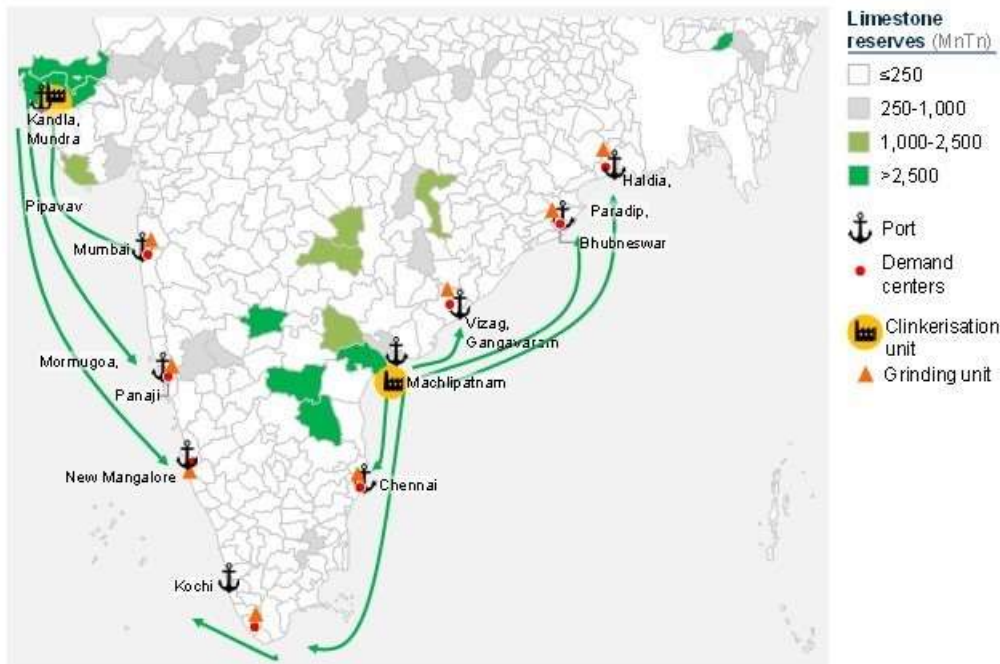 Limestone
reserves (MnTn)
≤250
250-1,000
1,000-2,500
>2,500
Port
Demand
centers
Clinkerisation
unit
Grinding unit
Kandla,
Mundra
Pipavav
Mumbai
Mormugoa,
Panaji
New Mangalore
Kochi
Chennai
Machlipatnam
Vizag,
Gangavaram
Paradip,
Bhubneswar
Haldia,